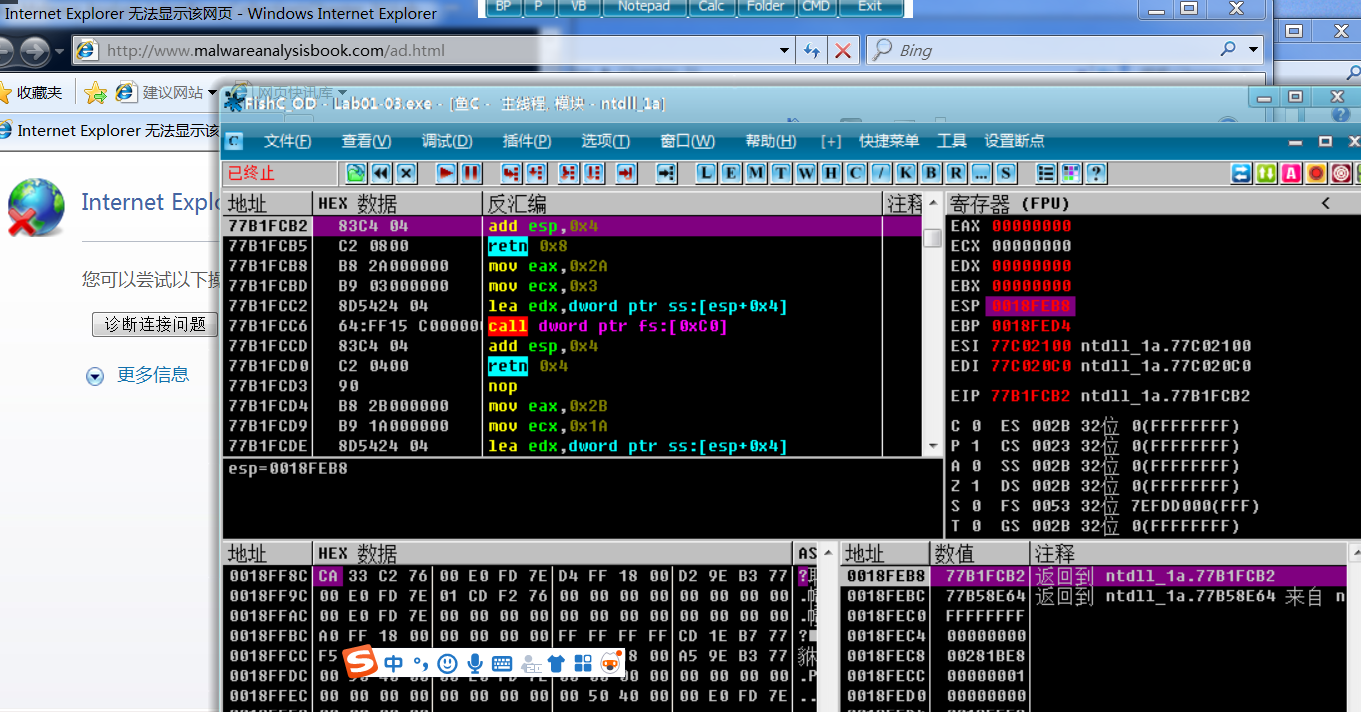 Internet Explorer 无法显示该网页 - Windows Internet Explorer
BP P VB Notepad Calc Folder CMD Exit
http://www.malwareanalysisbook.com/ad.html
Bing
收藏夹 建议网站 网页快讯库
Internet Explorer 无法显示该
FishC_OD - Lab01-03.exe - [鱼C - 主线程, 模块 - ntdll_1a]
C 文件(F) 查看(V) 调试(D) 插件(P) 选项(T) 窗口(W) 帮助(H) [+] 快捷菜单 工具 设置断点
已终止 L E M T W H C / K B R ... S ?
Internet Explo
您可以尝试以下操
诊断连接问题
更多信息
地址 HEX 数据 反汇编 注释
77B1FCB2 83C4 04 add esp,0x4
77B1FCB5 C2 0800 retn 0x8
77B1FCB8 B8 2A000000 mov eax,0x2A
77B1FCBD B9 03000000 mov ecx,0x3
77B1FCC2 8D5424 04 lea edx,dword ptr ss:[esp+0x4]
77B1FCC6 64:FF15 C00000 call dword ptr fs:[0xC0]
77B1FCCD 83C4 04 add esp,0x4
77B1FCD0 C2 0400 retn 0x4
77B1FCD3 90 nop
77B1FCD4 B8 2B000000 mov eax,0x2B
77B1FCD9 B9 1A000000 mov ecx,0x1A
77B1FCDE 8D5424 04 lea edx,dword ptr ss:[esp+0x4]
esp=0018FEB8
寄存器 (FPU) <
EAX 00000000
ECX 00000000
EDX 00000000
EBX 00000000
ESP 0018FEB8
EBP 0018FED4
ESI 77C02100 ntdll_1a.77C02100
EDI 77C020C0 ntdll_1a.77C020C0
EIP 77B1FCB2 ntdll_1a.77B1FCB2
C 0 ES 002B 32位 0(FFFFFFFF)
P 1 CS 0023 32位 0(FFFFFFFF)
A 0 SS 002B 32位 0(FFFFFFFF)
Z 1 DS 002B 32位 0(FFFFFFFF)
S 0 FS 0053 32位 7EFDD000(FFF)
T 0 GS 002B 32位 0(FFFFFFFF)
地址 HEX 数据 AS
0018FF8C CA 33 C2 76 00 E0 FD 7E D4 FF 18 00 D2 9E B3 77
0018FF9C 00 E0 FD 7E 01 CD F2 76 00 00 00 00 00 00 00 00
0018FFAC 00 E0 FD 7E 00 00 00 00 00 00 00 00 00 00 00 00
0018FFBC A0 FF 18 00 00 00 00 00 FF FF FF FF CD 1E B7 77
0018FFCC F5 8 00 A5 9E B3 77
中
0018FFDC 00 00 00 00
0018FFEC 00 00 00 00 00 00 00 00 00 50 40 00 00 E0 FD 7E
地址 数值 注释
0018FEB8 77B1FCB2 返回到 ntdll_1a.77B1FCB2
0018FEBC 77B58E64 返回到 ntdll_1a.77B58E64 来自 n
0018FEC0 FFFFFFFF
0018FEC4 00000000
0018FEC8 00281BE8
0018FECC 00000001
0018FED0 00000000